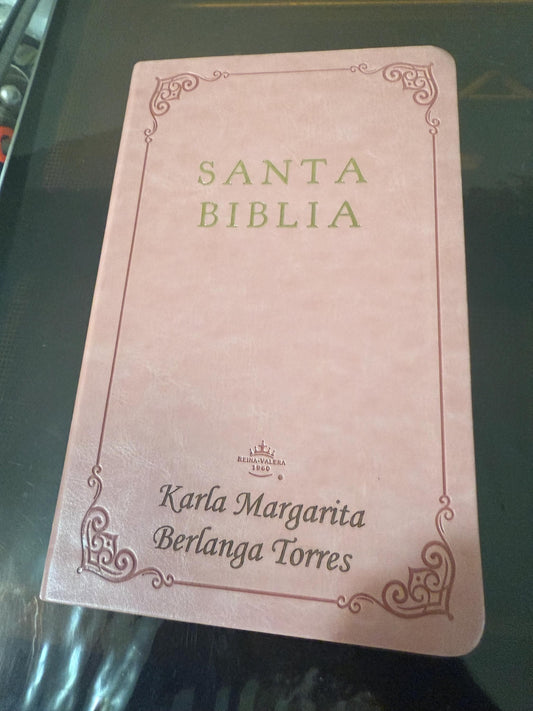 SANTA
BIBLIA
REINA-VALERA
1960
®
Karla Margarita
Berlanga Torres